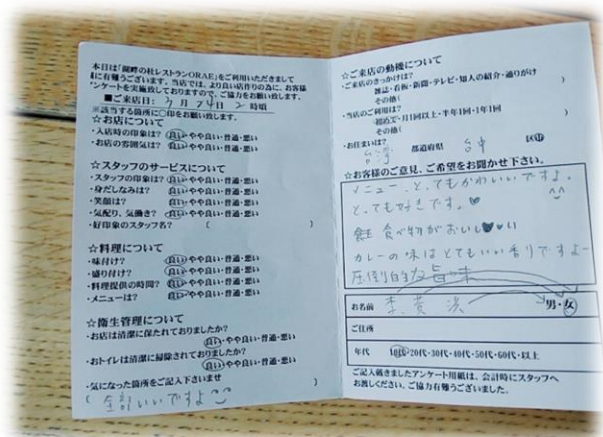 本日は「湖畔の杜レストランORAE」をご利用いただきまして
に有難うございます。当店では、より良い店作りの為に、お客様
ンケートを実施致しておりますので、ご協力をお願い致します。
■ご来店日: 3月29日 2時頃
※該当する箇所に○印をお願い致します。
☆お店について
・入店時の印象は? 良い・やや良い・普通・悪い
・お店の雰囲気は? 良い・やや良い・普通・悪い
☆スタッフのサービスについて
・スタッフの印象は? 良い・やや良い・普通・悪い
・身だしなみは? 良い・やや良い・普通・悪い
・笑顔は? 良い・やや良い・普通・悪い
・気配り、気働き? 良い・やや良い・普通・悪い
・好印象のスタッフ名? ( )
☆料理について
・味付け? 良い・やや良い・普通・悪い
・盛り付け? 良い・やや良い・普通・悪い
・料理提供の時間? 良い・やや良い・普通・悪い
・メニューは? 良い・やや良い・普通・悪い
☆衛生管理について
・お店は清潔に保たれておりましたか?
良い・やや良い・普通・悪い
・おトイレは清潔に掃除されておりましたか?
良い・やや良い・普通・悪い
・気になった箇所をご記入下さいませ
( 全部いいですよ )
☆ご来店の動機について
・ご来店のきっかけは?
雑誌・看板・新聞・テレビ・知人の紹介・通りがけ
その他( )
・当店のご利用は?
初めて・月1回以上・半年1回・1年1回
その他( )
・お住まいは?
台湾 都道府県 台中 区市
☆お客様のご意見、ご希望をお聞かせ下さい。
メニュー、とてもかわいいですよ。
とても好きです。♥ ^^
食べ物がおいし♥い
カレーの味はとてもいい香りですよー
圧倒的な旨味
お名前 李 男・女
ご住所
年代 10代・20代・30代・40代・50代・60代・以上
ご記入戴きましたアンケート用紙は、会計時にスタッフへ
お渡しください。ご協力有難うございました。